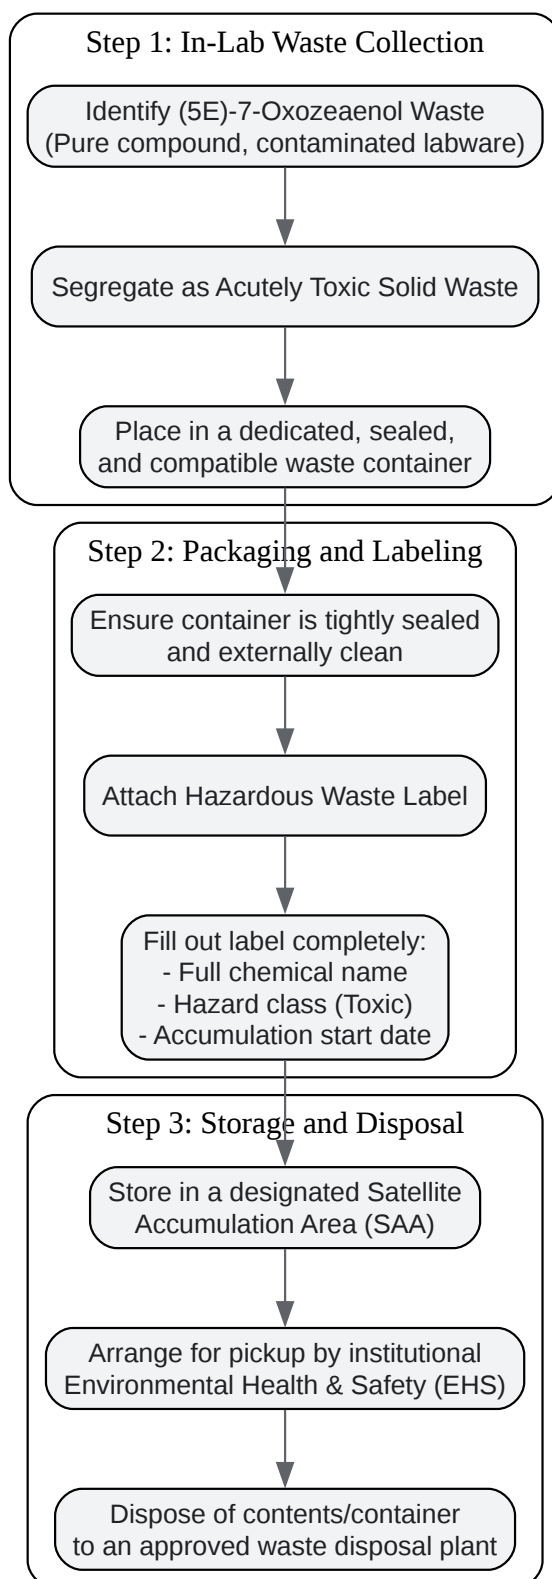 Step 1: In-Lab Waste Collection
Identify (5E)-7-Oxozeaenol Waste
(Pure compound, contaminated labware)
Segregate as Acutely Toxic Solid Waste
Place in a dedicated, sealed,
and compatible waste container
Step 2: Packaging and Labeling
Ensure container is tightly sealed
and externally clean
Attach Hazardous Waste Label
Fill out label completely:
- Full chemical name
- Hazard class (Toxic)
- Accumulation start date
Step 3: Storage and Disposal
Store in a designated Satellite
Accumulation Area (SAA)
Arrange for pickup by institutional
Environmental Health & Safety (EHS)
Dispose of contents/container
to an approved waste disposal plant